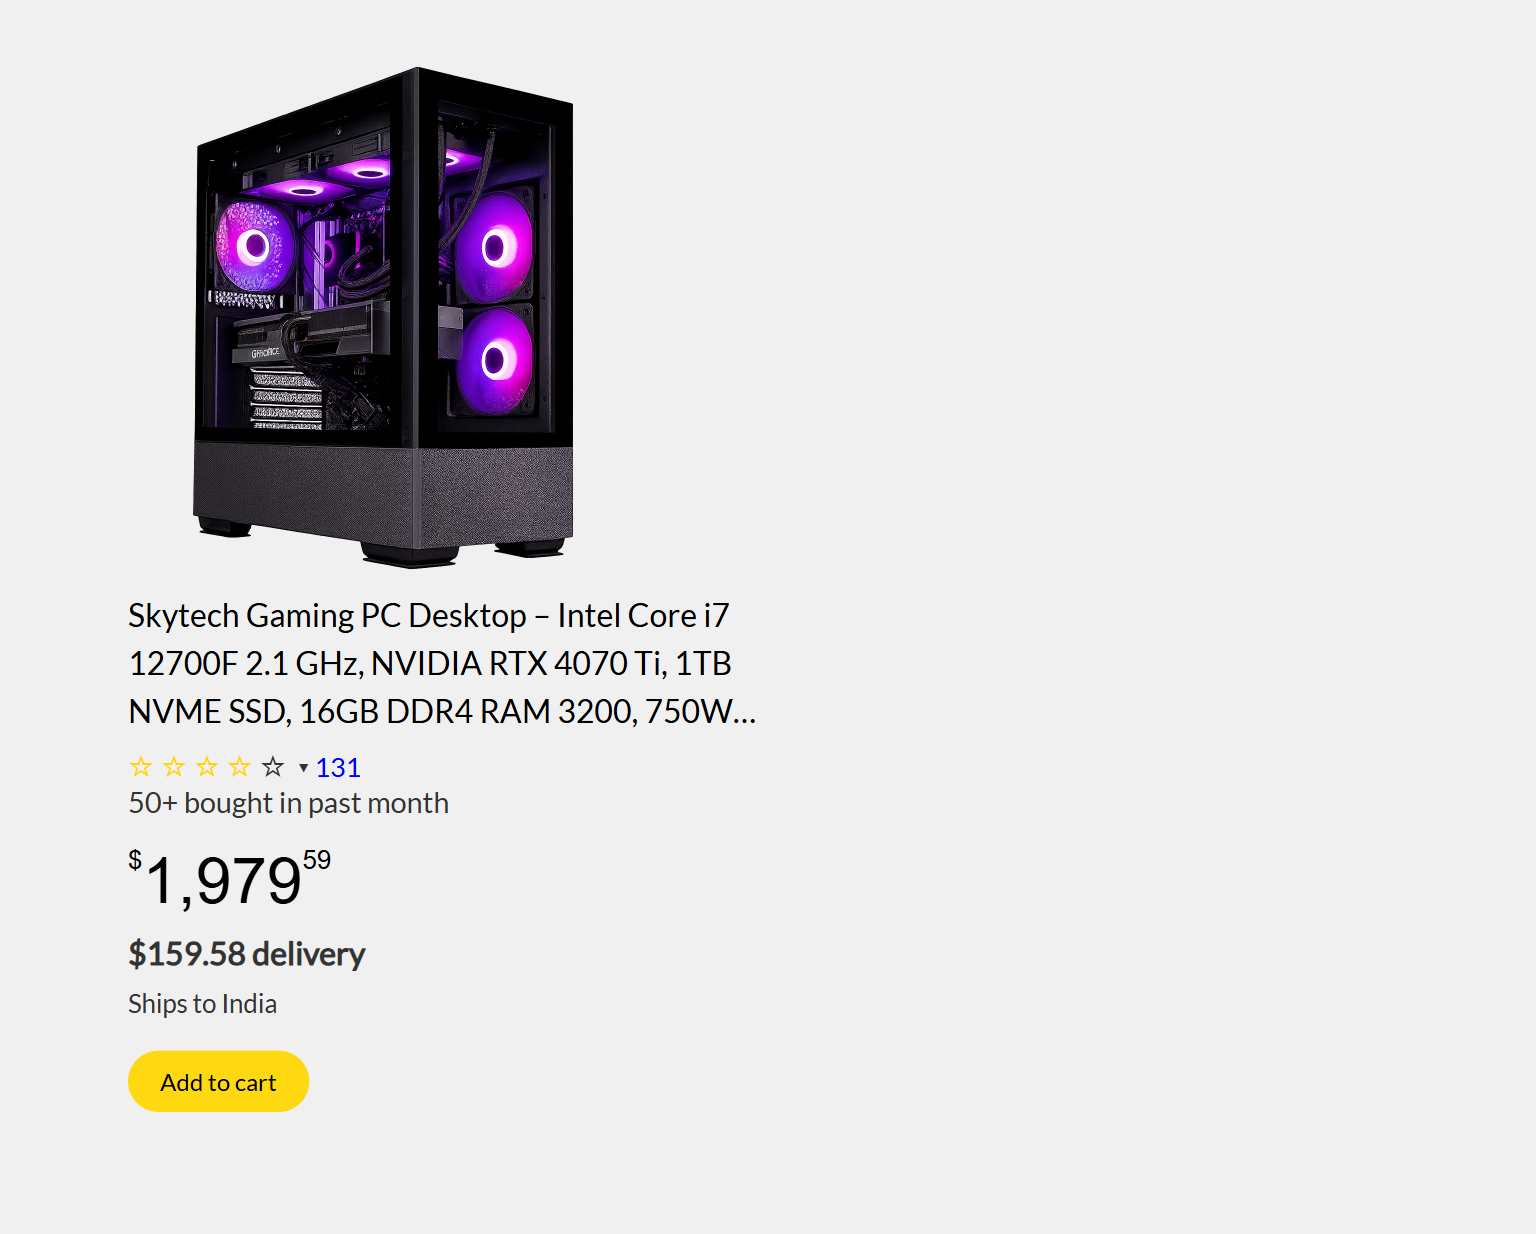 Skytech Gaming PC Desktop – Intel Core i7
12700F 2.1 GHz, NVIDIA RTX 4070 Ti, 1TB
NVME SSD, 16GB DDR4 RAM 3200, 750W...
131
50+ bought in past month
$1,97959
$159.58 delivery
Ships to India
Add to cart